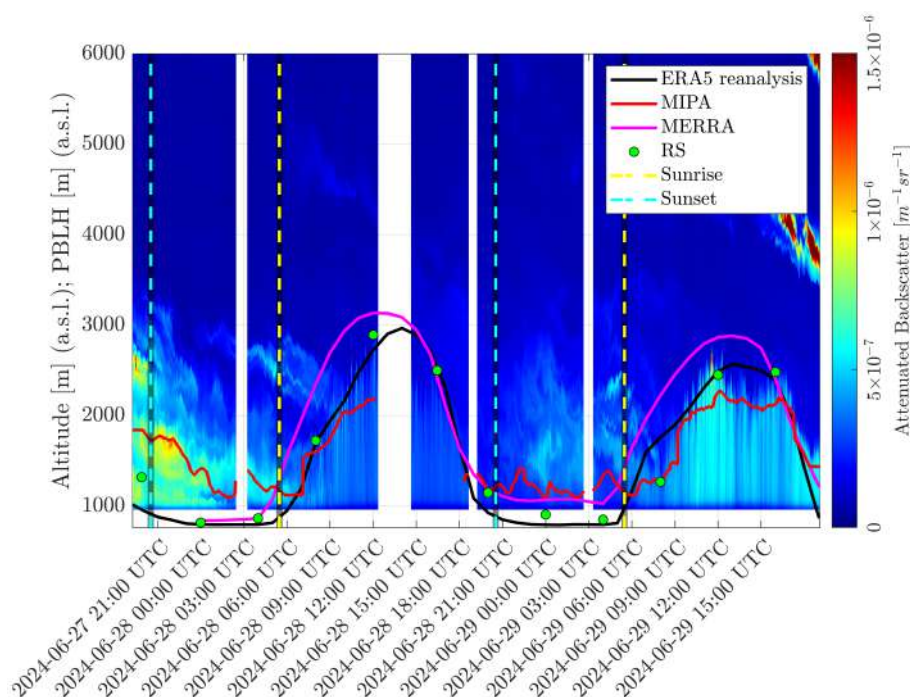 6000
5000
4000
3000
2000
1000
Altitude [m] (a.s.l.); PBLH [m] (a.s.l.)
ERA5 reanalysis
MIPA
MERRA
RS
Sunrise
Sunset
1.5×10⁻⁶
1×10⁻⁶
5×10⁻⁷
0
Attenuated Backscatter [m⁻¹sr⁻¹]
2024-06-27 21:00 UTC
2024-06-28 00:00 UTC
2024-06-28 03:00 UTC
2024-06-28 06:00 UTC
2024-06-28 09:00 UTC
2024-06-28 12:00 UTC
2024-06-28 15:00 UTC
2024-06-28 18:00 UTC
2024-06-28 21:00 UTC
2024-06-29 00:00 UTC
2024-06-29 03:00 UTC
2024-06-29 06:00 UTC
2024-06-29 09:00 UTC
2024-06-29 12:00 UTC
2024-06-29 15:00 UTC